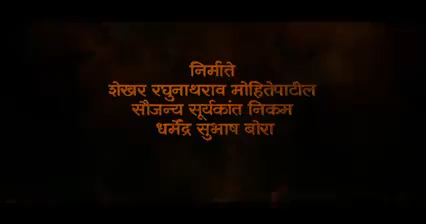 निर्माते
शेखर रघुनाथराव मोहितेपाटील
सौजन्य सूर्यकांत निकम
धर्मेंद्र सुभाष बोरा